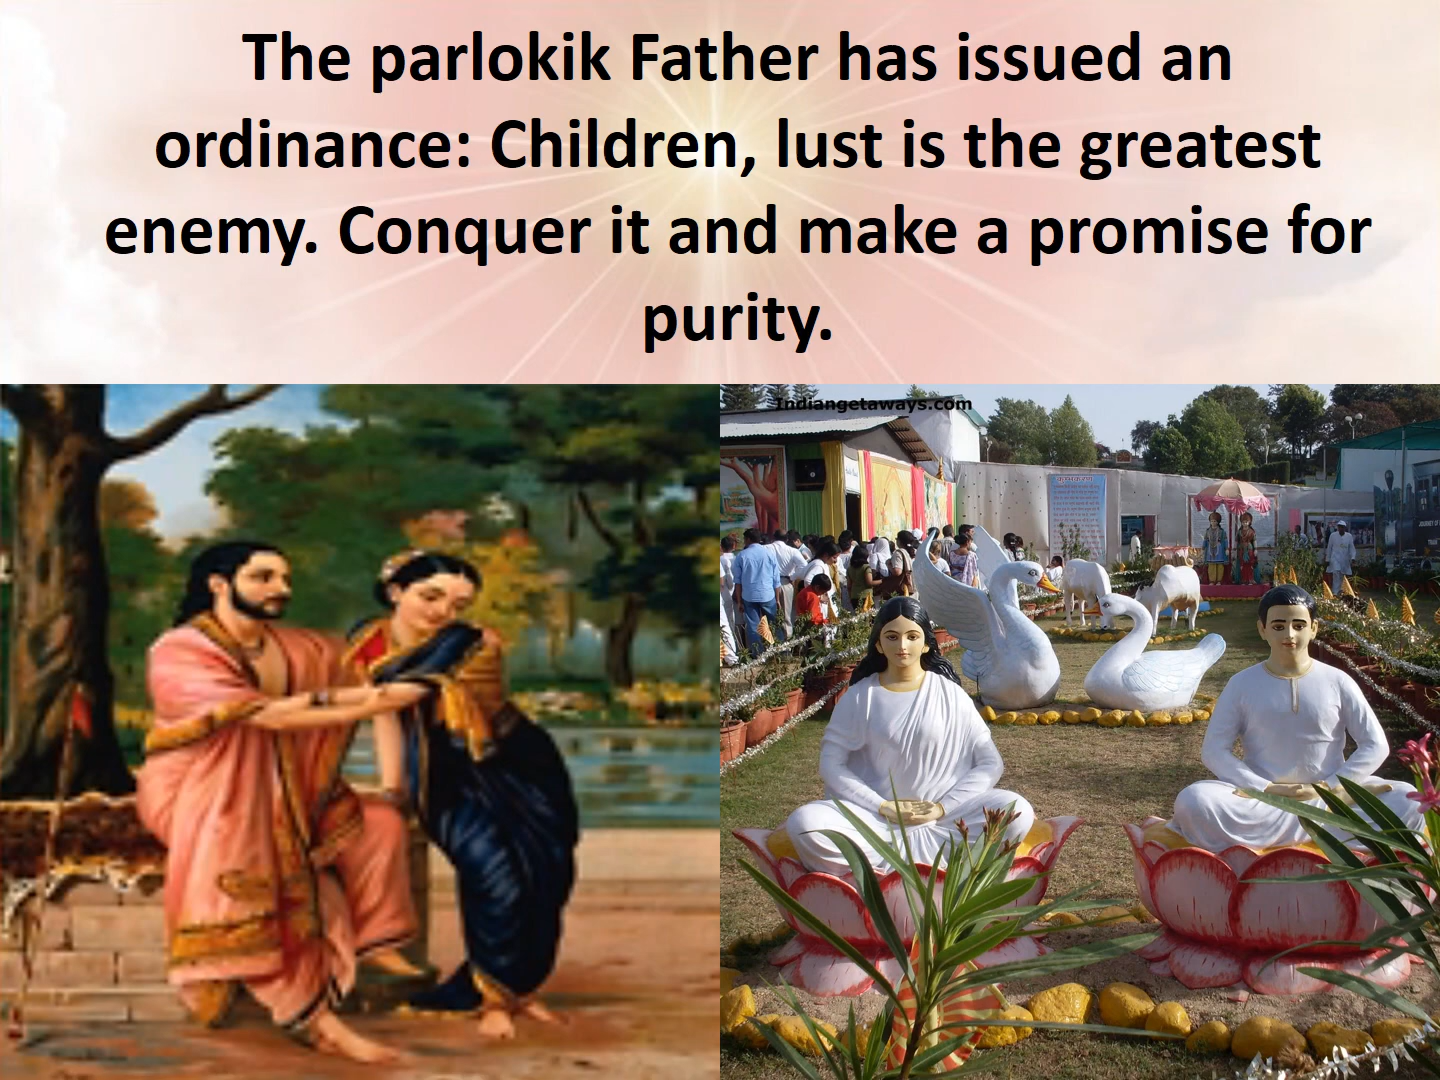 The parlokik Father has issued an
ordinance: Children, lust is the greatest
enemy. Conquer it and make a promise for
purity.
Indiangetaways.com